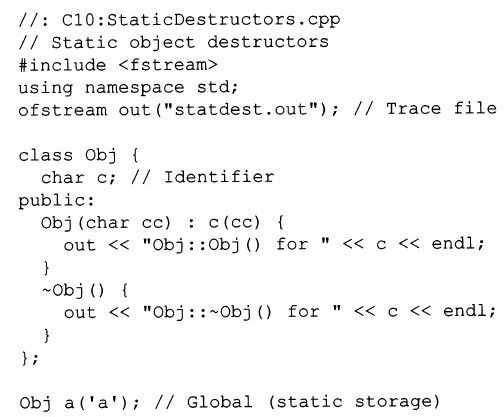 //: C10:StaticDestructors.cpp
// Static object destructors
#include <fstream>
using namespace std;
ofstream out("statdest.out"); // Trace file
class Obj {
char c; // Identifier
public:
Obj(char cc) : c(cc) {
out << "Obj::Obj() for " << c << endl;
}
~Obj() {
out << "Obj::~Obj() for " << c << endl;
}
};
Obj a('a'); // Global (static storage)